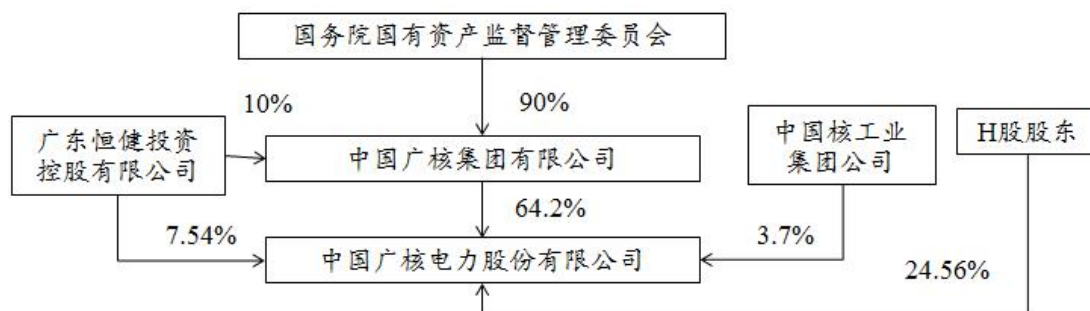 国务院国有资产监督管理委员会
10%
90%
广东恒健投资
控股有限公司
中国广核集团有限公司
中国核工业
集团公司
H股股东
7.54%
64.2%
3.7%
中国广核电力股份有限公司
24.56%